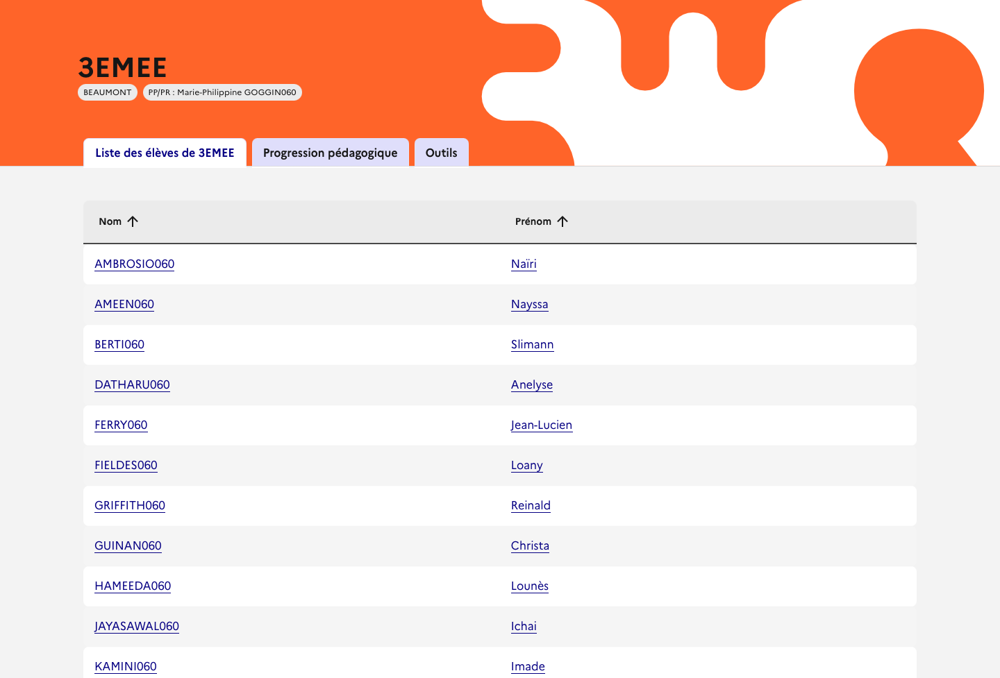 3EMEE
BEAUMONT PP/PR : Marie-Philippine GOGGIN060
Liste des élèves de 3EMEE Progression pédagogique Outils
Nom Prénom
AMBROSIO060 Naïri
AMEEN060 Nayssa
BERTI060 Slimann
DATHARU060 Anelyse
FERRY060 Jean-Lucien
FIELDES060 Loany
GRIFFITH060 Reinald
GUINAN060 Christa
HAMEEDA060 Lounès
JAYASAWAL060 Ichai
KAMINI060 Imade